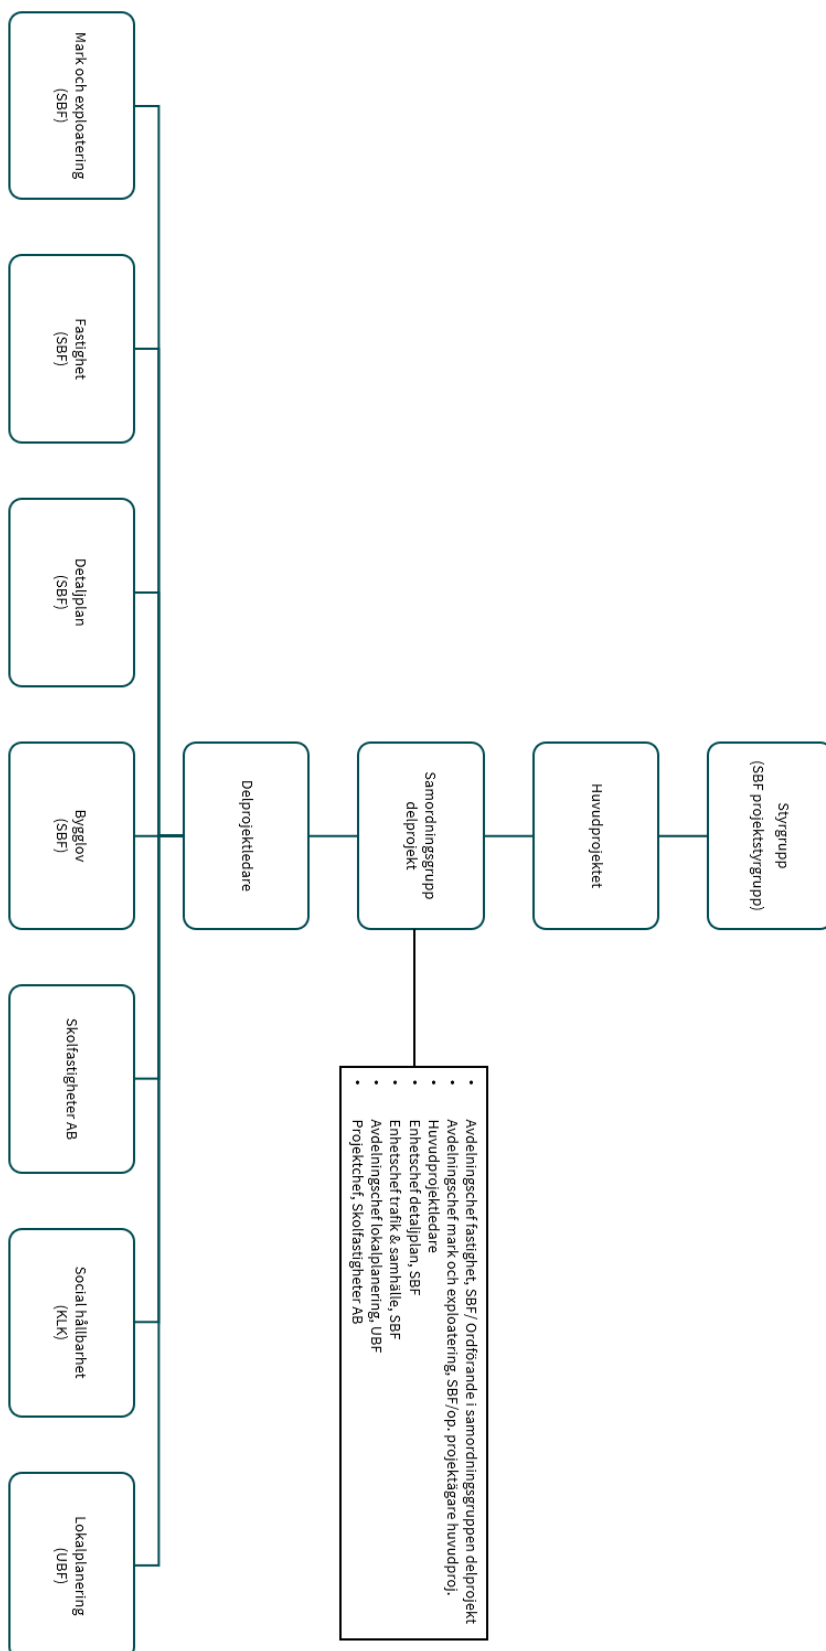 Styrgrupp
(SBF projektstyrgrupp)
Huvudprojektet
Samordningsgrupp
delprojekt
• Avdelningschef fastighet, SBF/ Ordförande i samordningsgruppen delprojekt
• Avdelningschef mark och exploatering, SBF/op. projektägare huvudproj.
• Huvudprojektledare
• Enhetschef detaljplan, SBF
• Enhetschef trafik & samhälle, SBF
• Avdelningschef lokalplanering, UBF
• Projektchef, Skolfastigheter AB
Delprojektledare
Mark och exploatering
(SBF)
Fastighet
(SBF)
Detaljplan
(SBF)
Bygglov
(SBF)
Skolfastigheter AB
Social hållbarhet
(KLK)
Lokalplanering
(UBF)